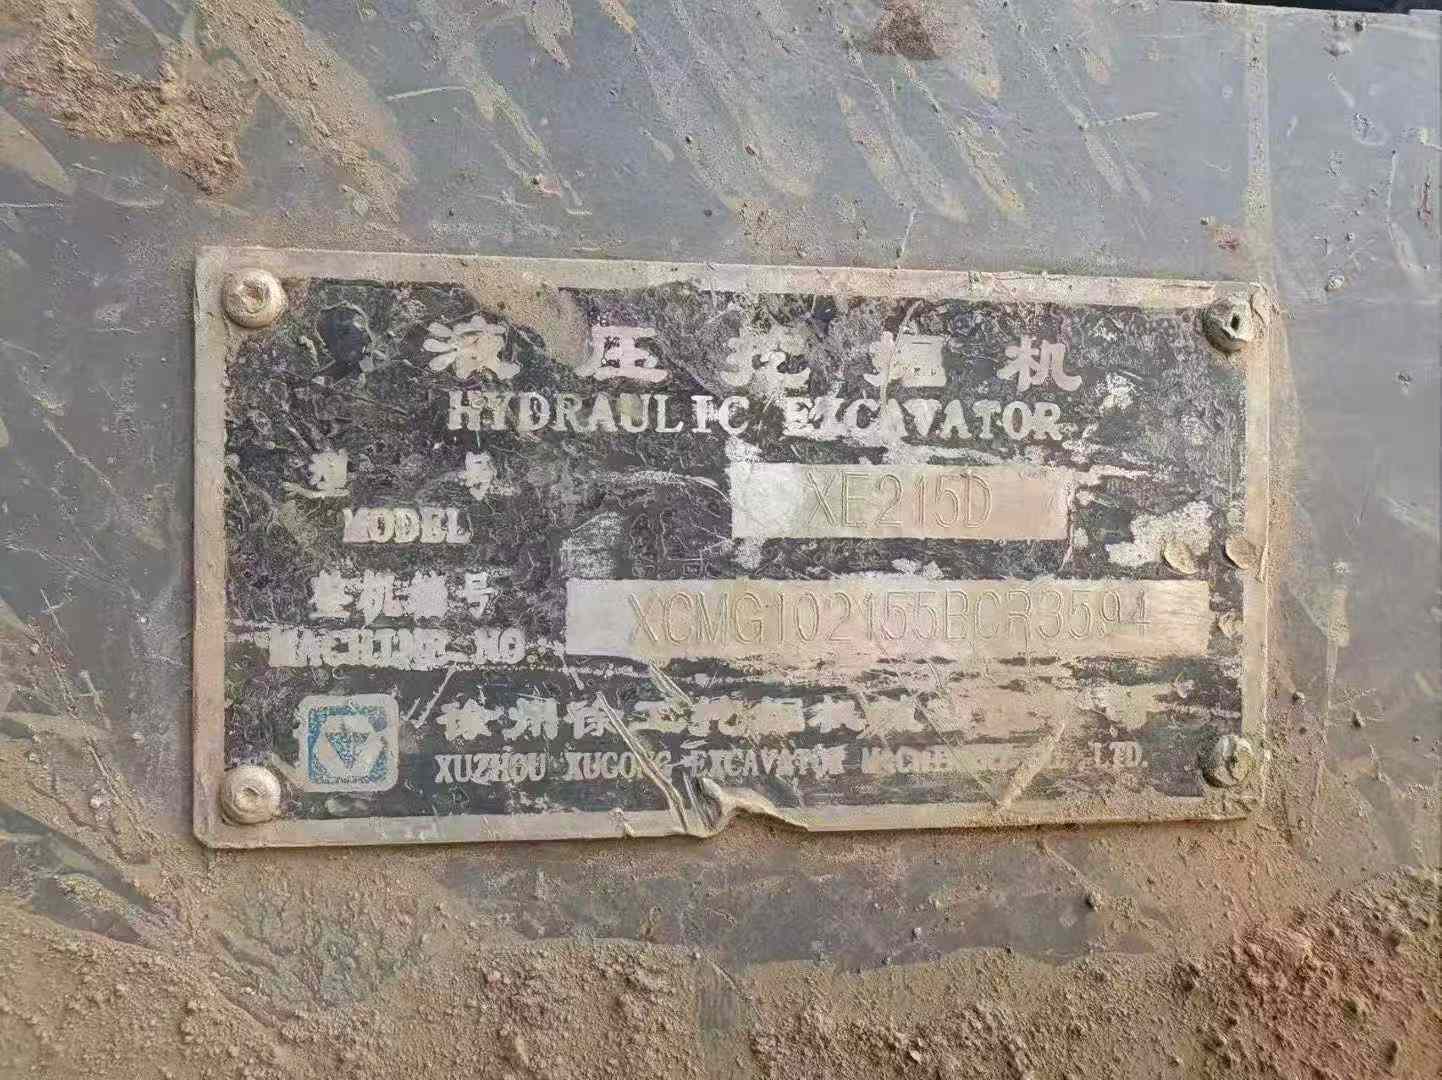 液压挖掘机
HYDRAULIC EXCAVATOR
型号
XE215D
MODEL
整机编号
XCMG102155BCR3594
MACHINE NO
徐州徐工挖掘机械
XUZHOU XUGONG EXCAVATOR MACHINERY LTD.